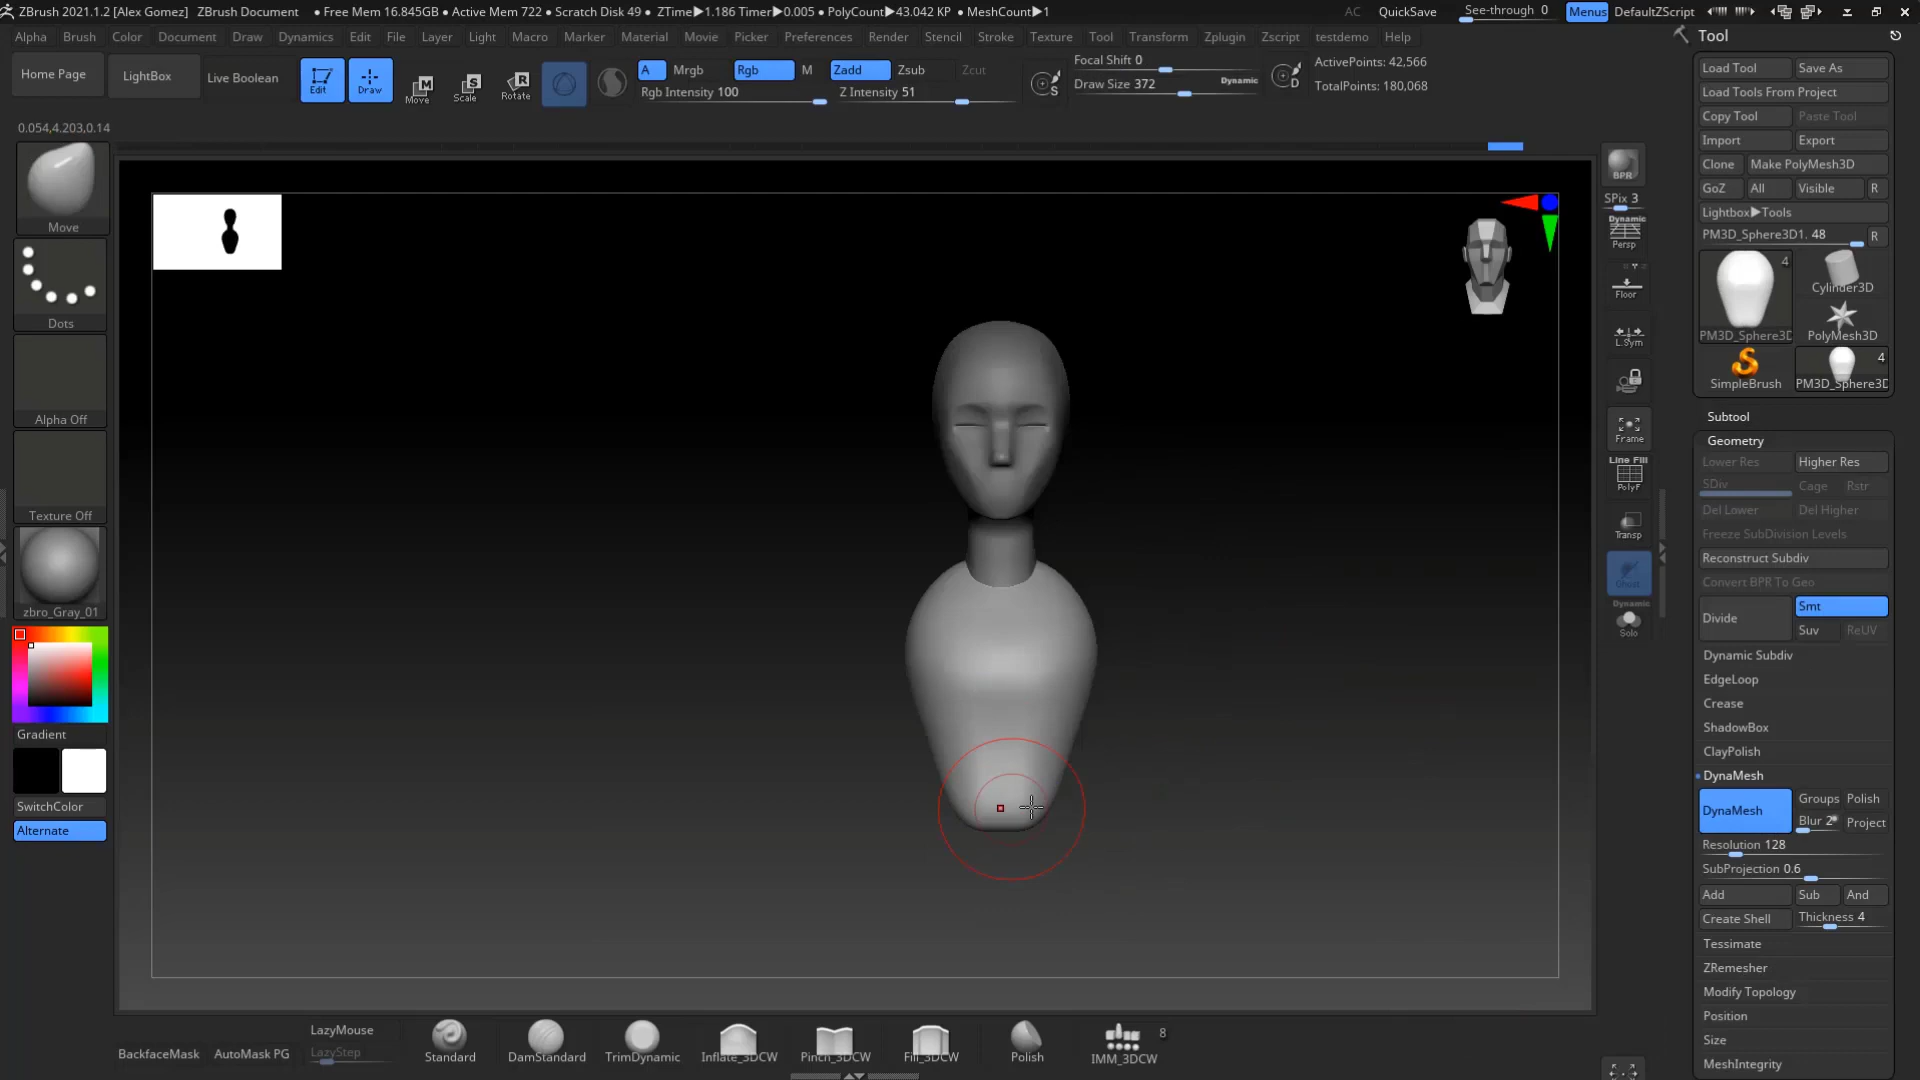 ZBrush 2021.1.2 [Alex Gomez] ZBrush Document • Free Mem 16.845GB • Active Mem 722 • Scratch Disk 49 • ZTime▶1.186 Timer▶0.005 • PolyCount▶43.042 KP • MeshCount▶1 AC QuickSave See-through 0 Menus DefaultZScript
Alpha Brush Color Document Draw Dynamics Edit File Layer Light Macro Marker Material Movie Picker Preferences Render Stencil Stroke Texture Tool Transform Zplugin Zscript testdemo Help
Home Page LightBox Live Boolean Edit Draw Move Scale Rotate
A Mrgb Rgb M Zadd Zsub Zcut
Rgb Intensity 100 Z Intensity 51
S Focal Shift 0
Draw Size 372 Dynamic D
ActivePoints: 42,566
TotalPoints: 180,068
0.054,4.203,0.14
Move
Dots
Alpha Off
Texture Off
zbro_Gray_01
Gradient
SwitchColor
Alternate
BPR
SPix 3
Dynamic
Persp
Floor
L.Sym
Frame
Line Fill
PolyF
Transp
Ghost
Dynamic
Solo
Tool
Load Tool Save As
Load Tools From Project
Copy Tool Paste Tool
Import Export
Clone Make PolyMesh3D
GoZ All Visible R
Lightbox▶Tools
PM3D_Sphere3D1. 48 R
4
Cylinder3D
PM3D_Sphere3D PolyMesh3D
4
SimpleBrush PM3D_Sphere3D
Subtool
Geometry
Lower Res Higher Res
SDiv Cage Rstr
Del Lower Del Higher
Freeze SubDivision Levels
Reconstruct Subdiv
Convert BPR To Geo
Divide Smt
Suv ReUV
Dynamic Subdiv
EdgeLoop
Crease
ShadowBox
ClayPolish
DynaMesh
DynaMesh Groups Polish
Blur 2 Project
Resolution 128
SubProjection 0.6
Add Sub And
Create Shell Thickness 4
Tessimate
ZRemesher
Modify Topology
Position
Size
MeshIntegrity
BackfaceMask AutoMask PG
LazyMouse
LazyStep
Standard DamStandard TrimDynamic Inflate_3DCW Pinch_3DCW Fill_3DCW Polish IMM_3DCW 8